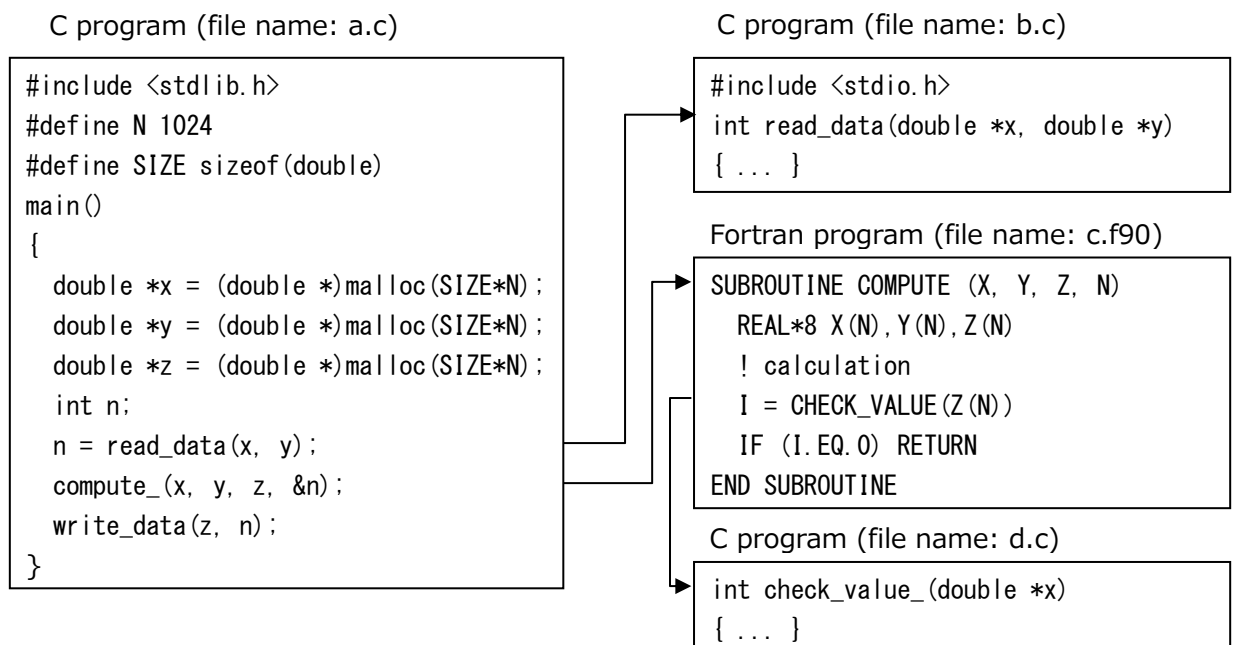 C program (file name: a.c)
#include <stdlib.h>
#define N 1024
#define SIZE sizeof(double)
main()
{
double *x = (double *)malloc(SIZE*N);
double *y = (double *)malloc(SIZE*N);
double *z = (double *)malloc(SIZE*N);
int n;
n = read_data(x, y);
compute_(x, y, z, &n);
write_data(z, n);
}
C program (file name: b.c)
#include <stdio.h>
int read_data(double *x, double *y)
{ ... }
Fortran program (file name: c.f90)
SUBROUTINE COMPUTE (X, Y, Z, N)
REAL*8 X(N),Y(N),Z(N)
! calculation
I = CHECK_VALUE(Z(N))
IF (I.EQ.0) RETURN
END SUBROUTINE
C program (file name: d.c)
int check_value_(double *x)
{ ... }